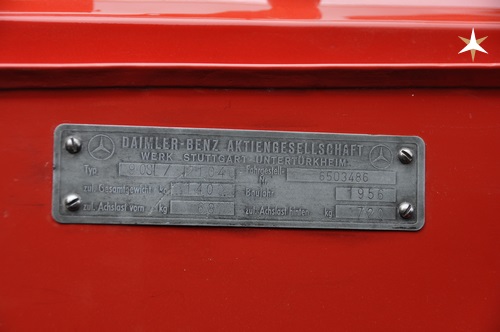 DAIMLER-BENZ AKTIENGESELLSCHAFT
WERK STUTTGART UNTERTÜRKHEIM
Typ Fahrgestell Nr. 6503486
zul. Gesamtgewicht kg Baujahr 1956
zul. Achslast vorn kg zul. Achslast hinten kg